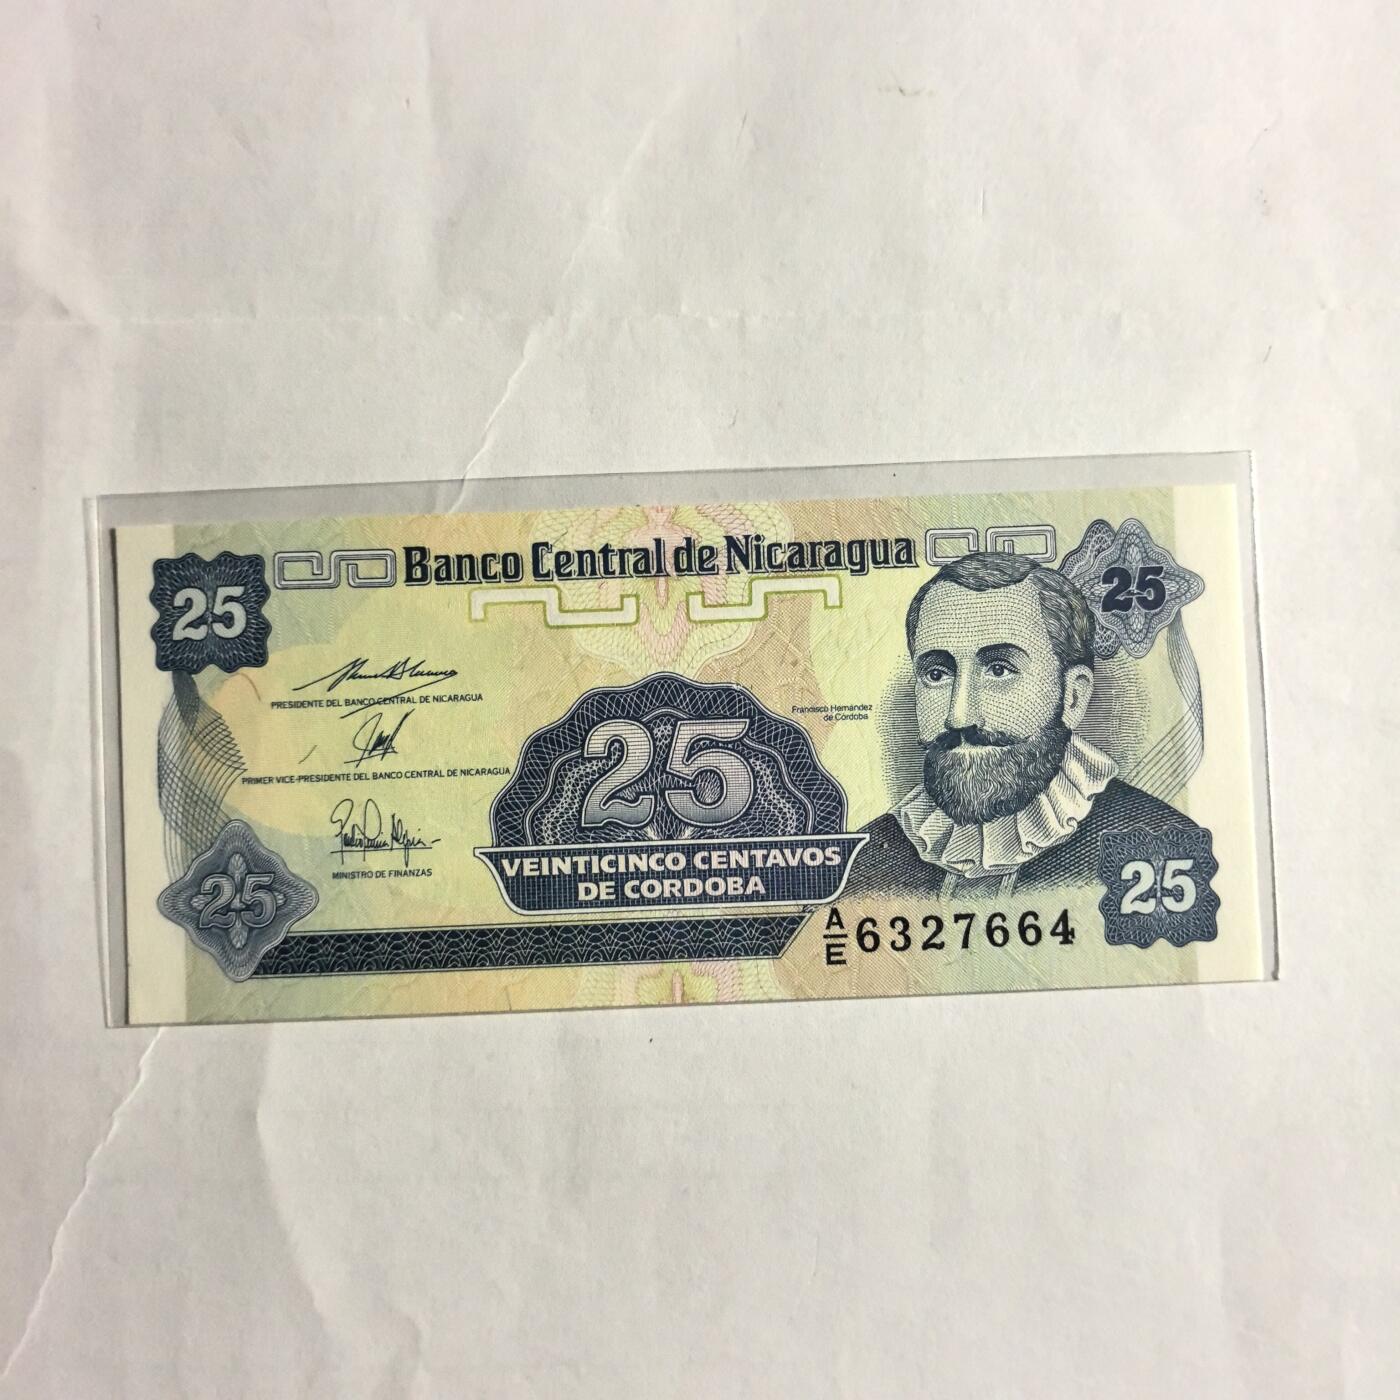 Banco Central de Nicaragua
25
25
PRESIDENTE DEL BANCO CENTRAL DE NICARAGUA
Francisco Hernández
de Córdoba
25
PRIMER VICE-PRESIDENTE DEL BANCO CENTRAL DE NICARAGUA
VEINTICINCO CENTAVOS
DE CORDOBA
MINISTRO DE FINANZAS
25
25
A/E 6327664